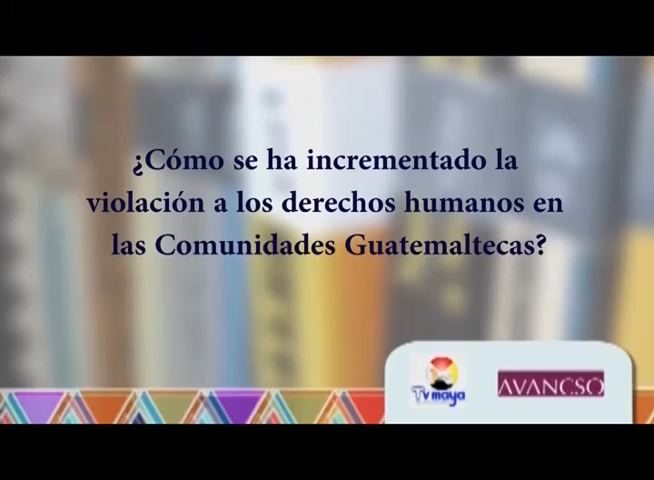 ¿Cómo se ha incrementado la
violación a los derechos humanos en
las Comunidades Guatemaltecas?
Tv maya
AVANCSO